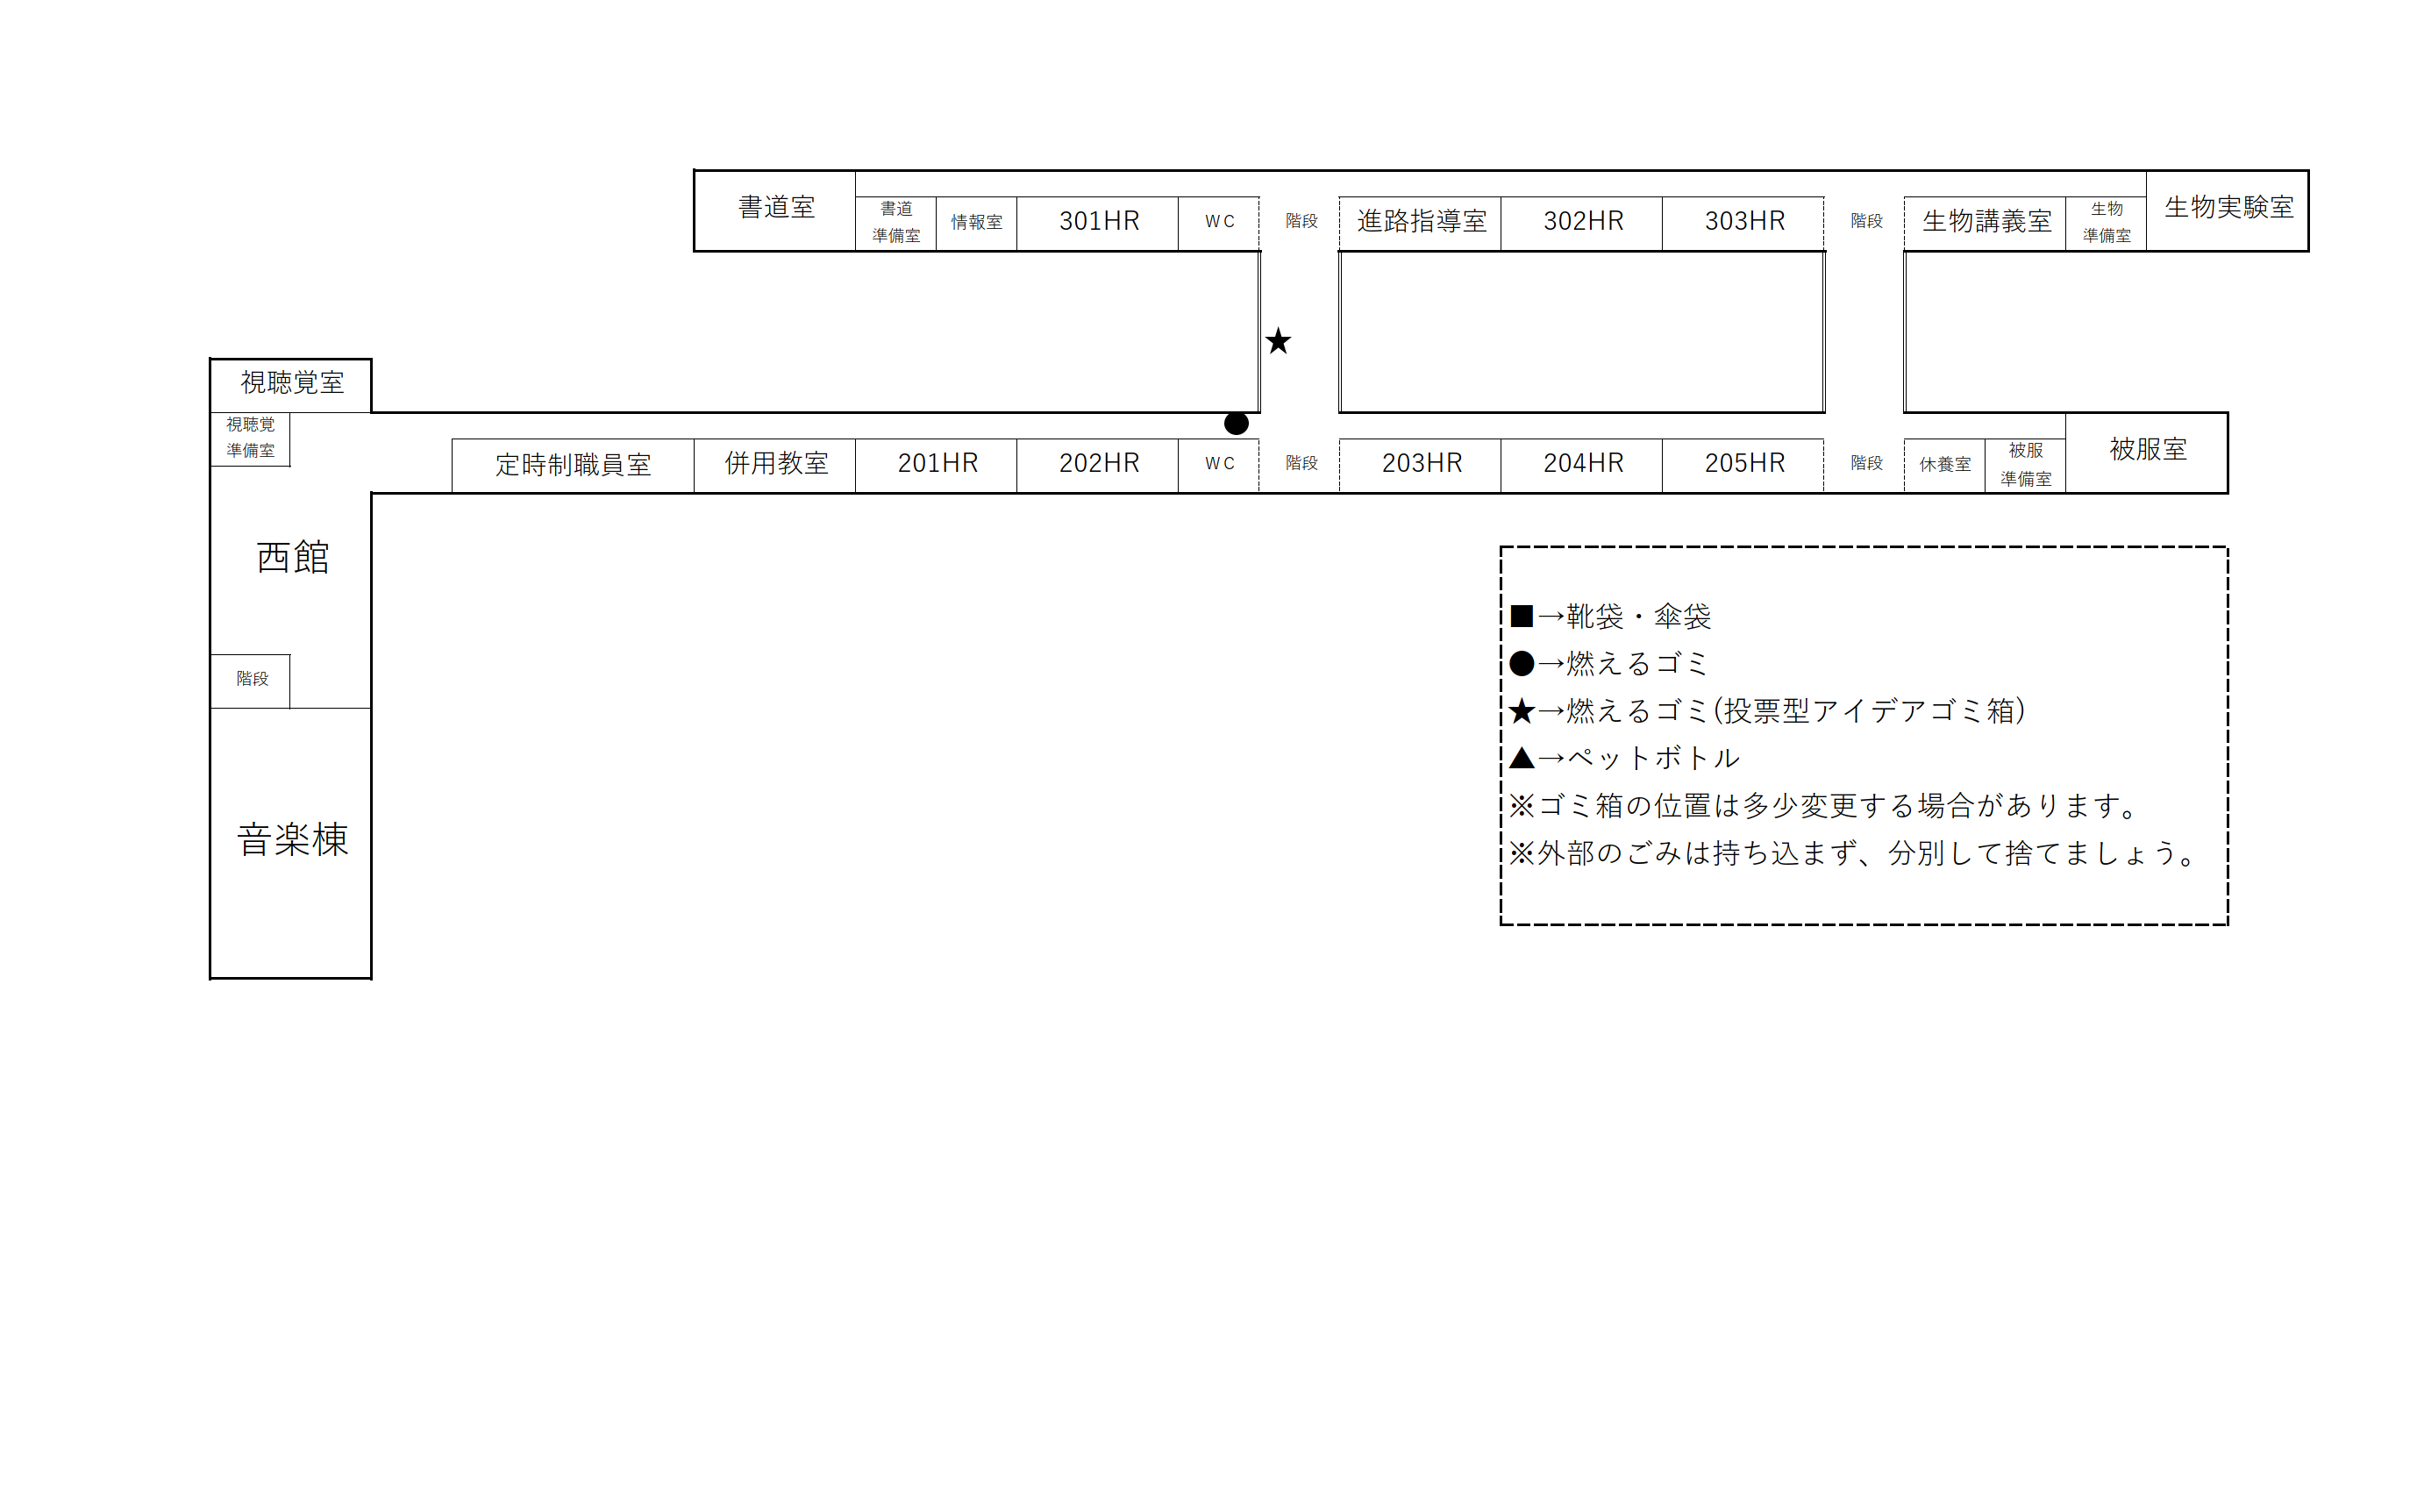 書道室
書道
準備室
情報室
301HR
WC
階段
進路指導室
302HR
303HR
階段
生物講義室
生物
準備室
生物実験室
★
視聴覚室
視聴覚
準備室
●
定時制職員室
併用教室
201HR
202HR
WC
階段
203HR
204HR
205HR
階段
休養室
被服
準備室
被服室
西館
階段
音楽棟
■→靴袋・傘袋
●→燃えるゴミ
★→燃えるゴミ(投票型アイデアゴミ箱)
▲→ペットボトル
※ゴミ箱の位置は多少変更する場合があります。
※外部のごみは持ち込まず、分別して捨てましょう。